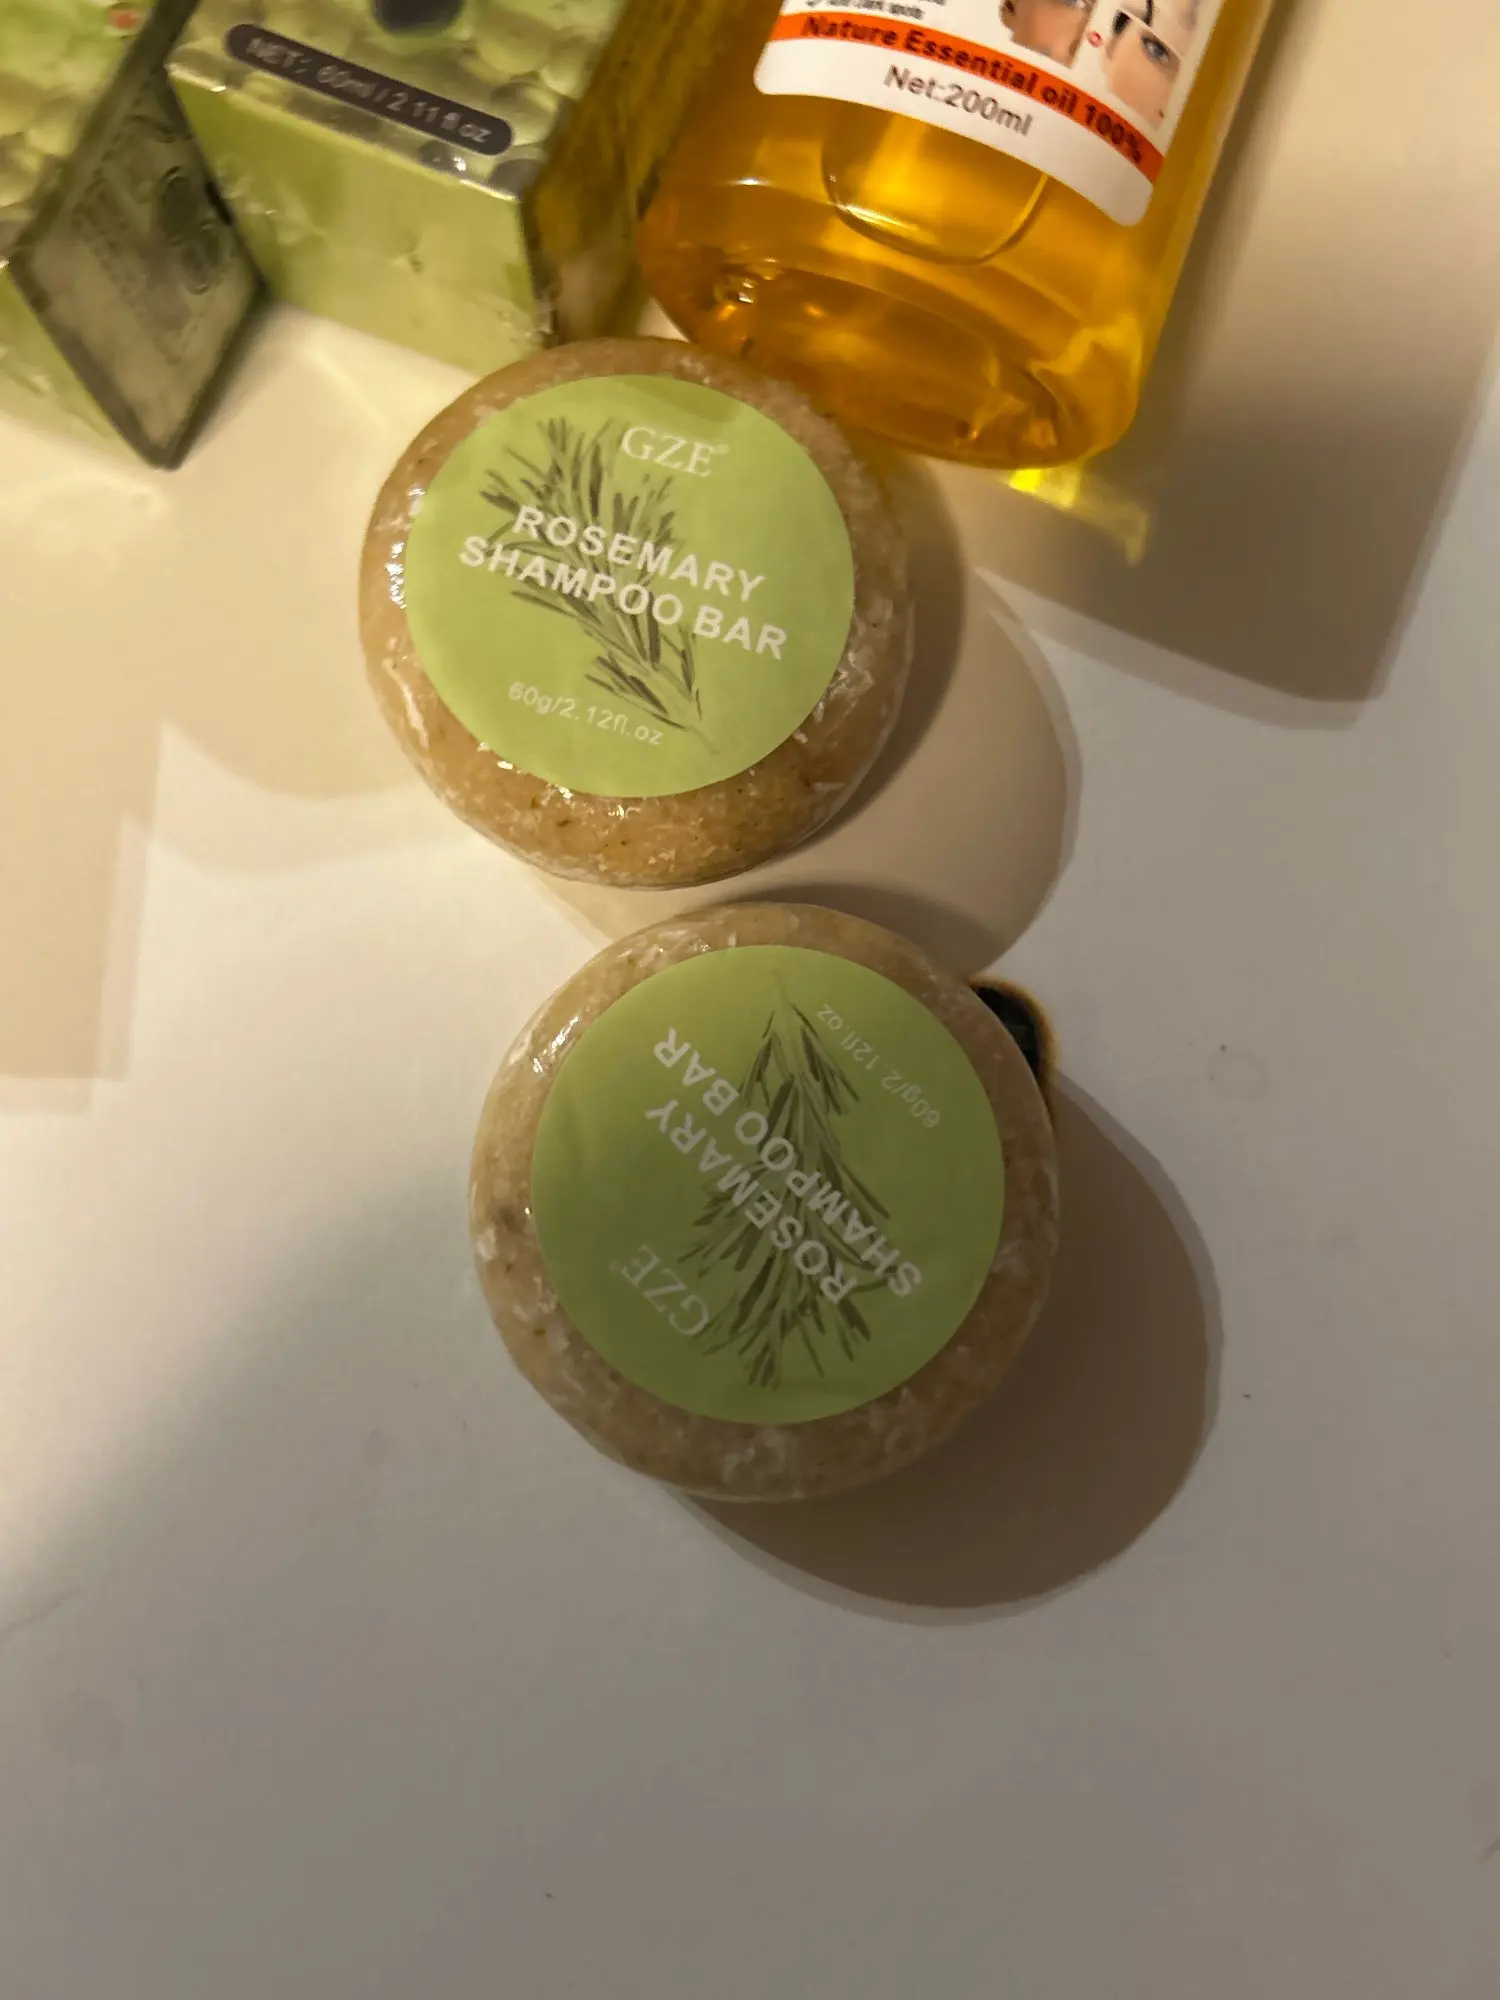 NET: 60ml / 2.11 fl oz
Nature Essential oil 100%
Net:200ml
GZE
ROSEMARY
SHAMPOO BAR
60g/2.12fl.oz
GZE
ROSEMARY
SHAMPOO BAR
60g/2.12fl.oz